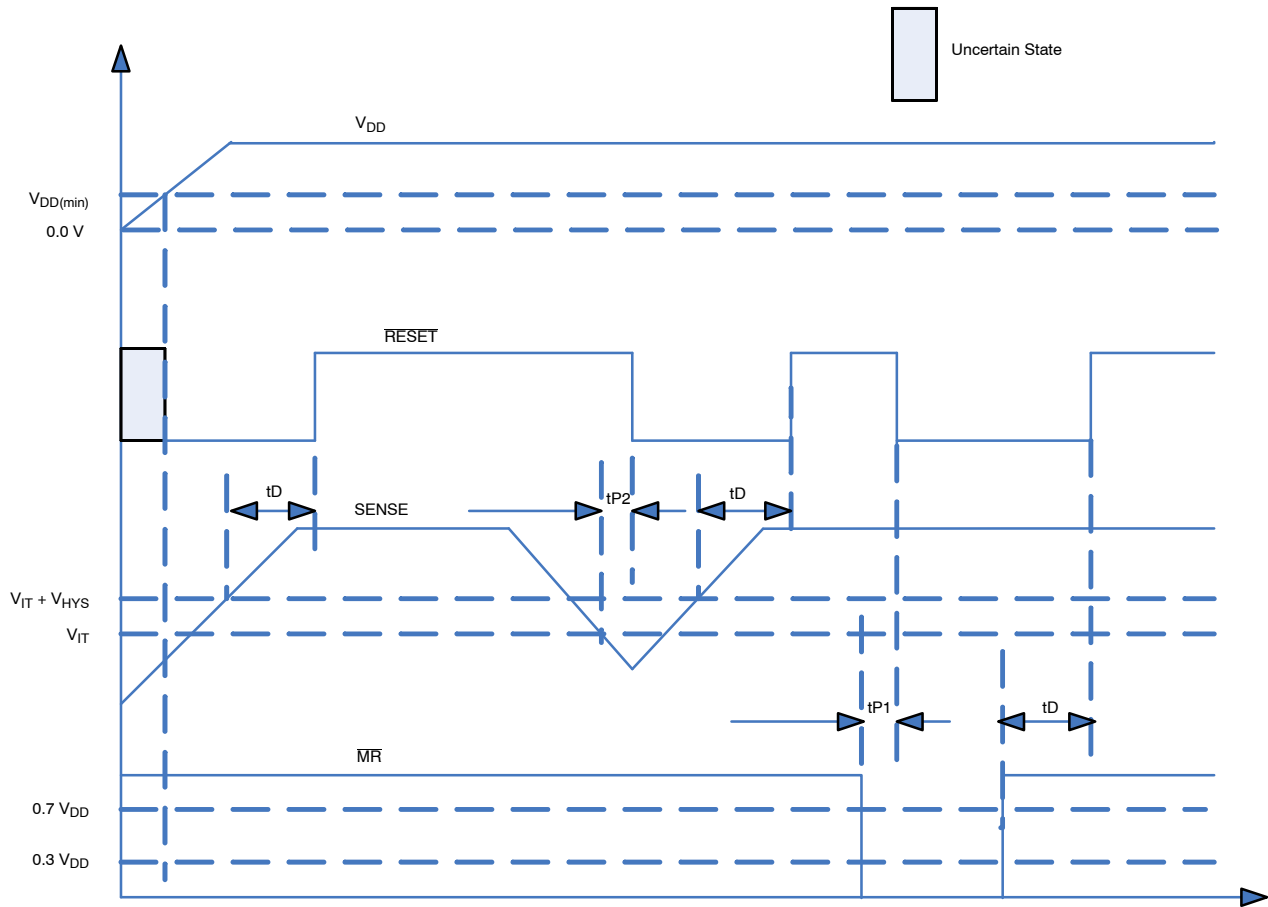 Uncertain State
VDD
VDD(min)
0.0 V
RESET
tD
SENSE
tP2
tD
VIT + VHYS
VIT
tP1
tD
MR
0.7 VDD
0.3 VDD